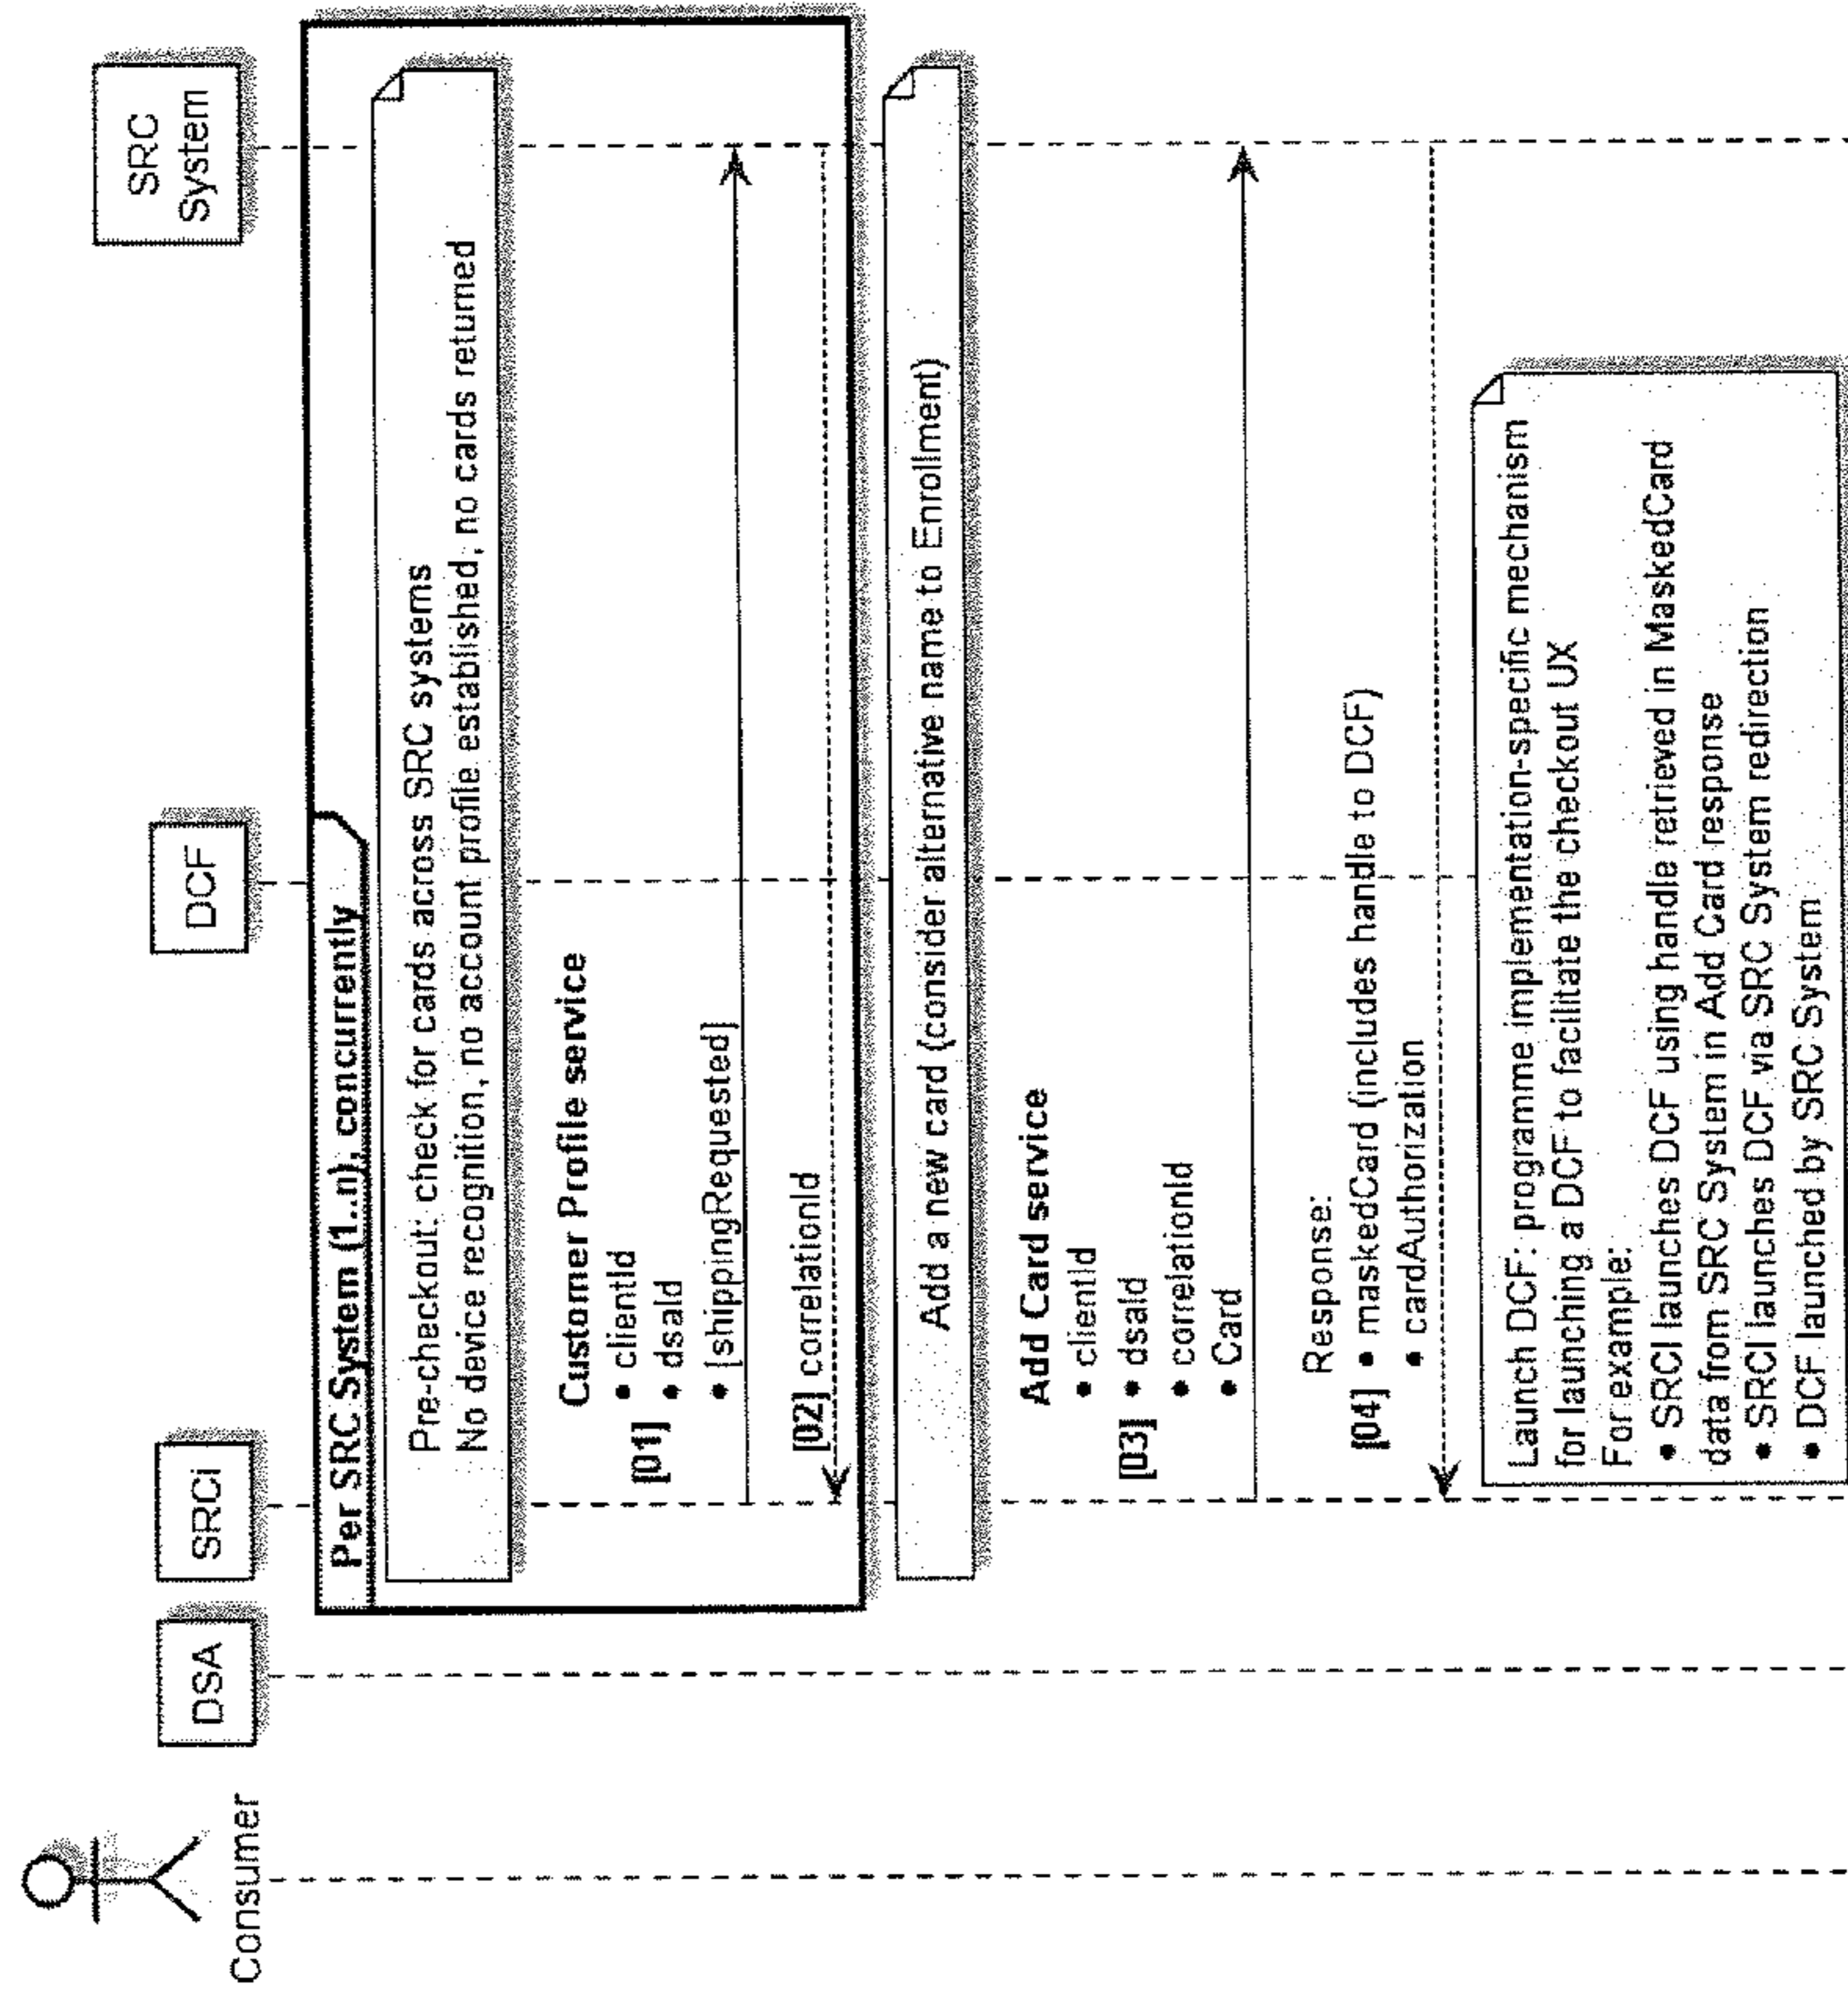 Consumer
DSA
SRCi
DCF
SRC
System
Per SRC System (1..n), concurrently
Pre-checkout: check for cards across SRC systems
No device recognition, no account profile established, no cards returned
Customer Profile service
• clientId
[01] • dsaId
• [shippingRequested]
[02] correlationId
Add a new card (consider alternative name to Enrollment)
Add Card service
• clientId
[03] • dsaId
• correlationId
• Card
Response:
[04] • maskedCard (includes handle to DCF)
• cardAuthorization
Launch DCF: programme implementation-specific mechanism
for launching a DCF to facilitate the checkout UX
For example:
• SRCI launches DCF using handle retrieved in MaskedCard
data from SRC System in Add Card response
• SRCI launches DCF via SRC System redirection
• DCF launched by SRC System